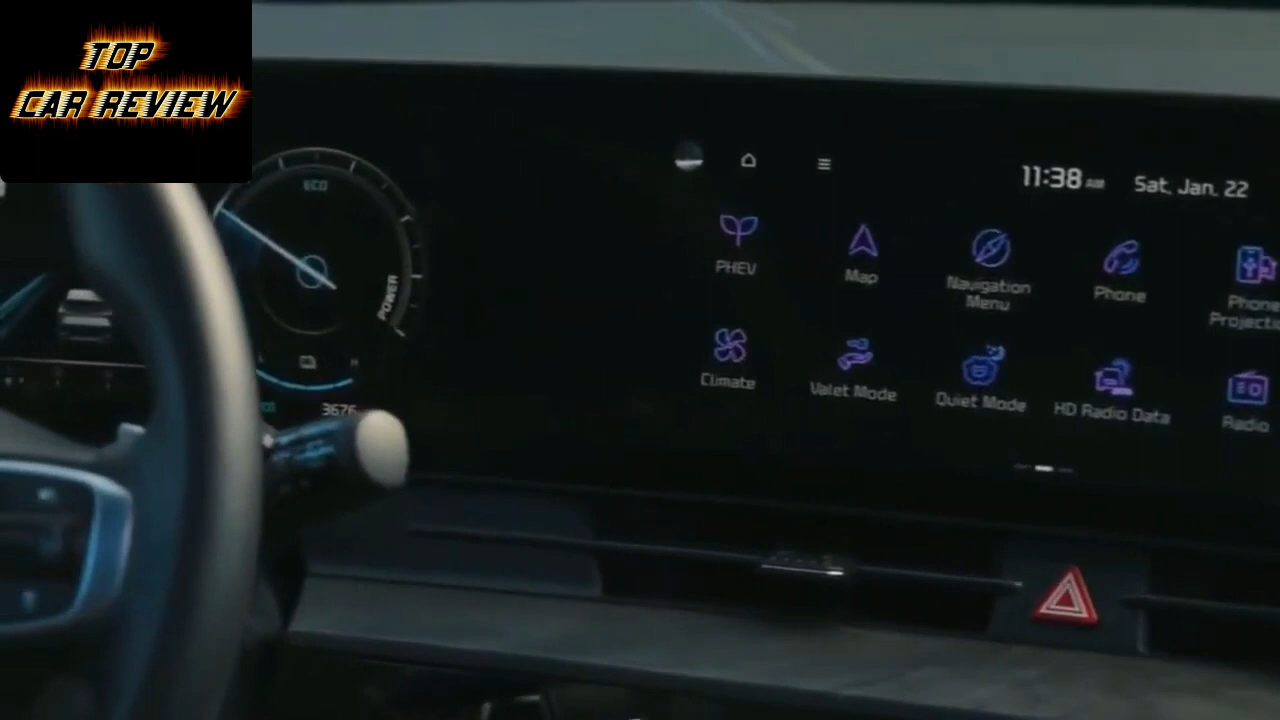 TOP
CAR REVIEW
ECO
POWER
3676
11:38 AM
Sat, Jan. 22
PHEV
Map
Navigation
Menu
Phone
Phone
Climate
Valet Mode
Quiet Mode
HD Radio Data
Radio